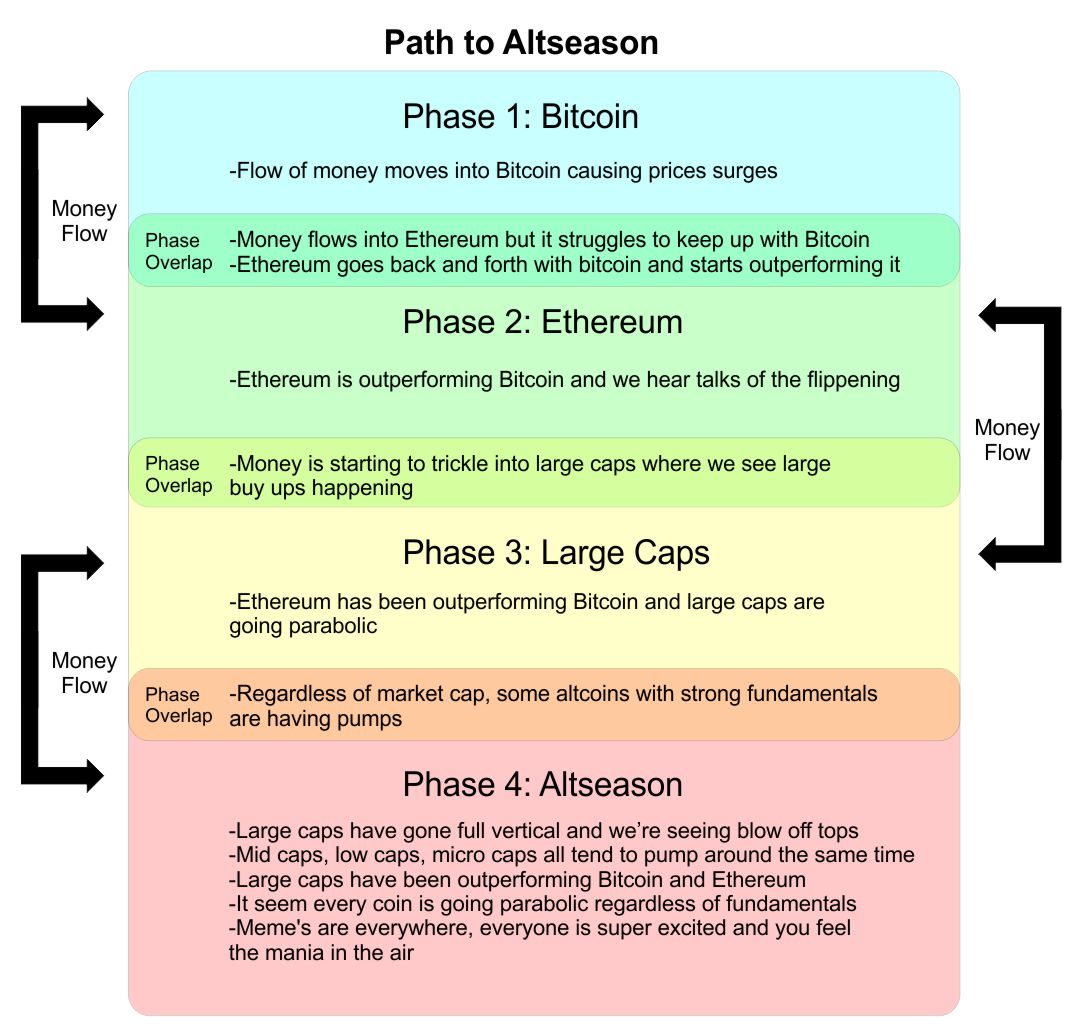 Path to Altseason
Phase 1: Bitcoin
-Flow of money moves into Bitcoin causing prices surges
Money
Flow
Phase
Overlap
-Money flows into Ethereum but it struggles to keep up with Bitcoin
-Ethereum goes back and forth with bitcoin and starts outperforming it
Phase 2: Ethereum
-Ethereum is outperforming Bitcoin and we hear talks of the flippening
Money
Flow
Phase
Overlap
-Money is starting to trickle into large caps where we see large
buy ups happening
Phase 3: Large Caps
-Ethereum has been outperforming Bitcoin and large caps are
going parabolic
Money
Flow
Phase
Overlap
-Regardless of market cap, some altcoins with strong fundamentals
are having pumps
Phase 4: Altseason
-Large caps have gone full vertical and we’re seeing blow off tops
-Mid caps, low caps, micro caps all tend to pump around the same time
-Large caps have been outperforming Bitcoin and Ethereum
-It seem every coin is going parabolic regardless of fundamentals
-Meme's are everywhere, everyone is super excited and you feel
the mania in the air